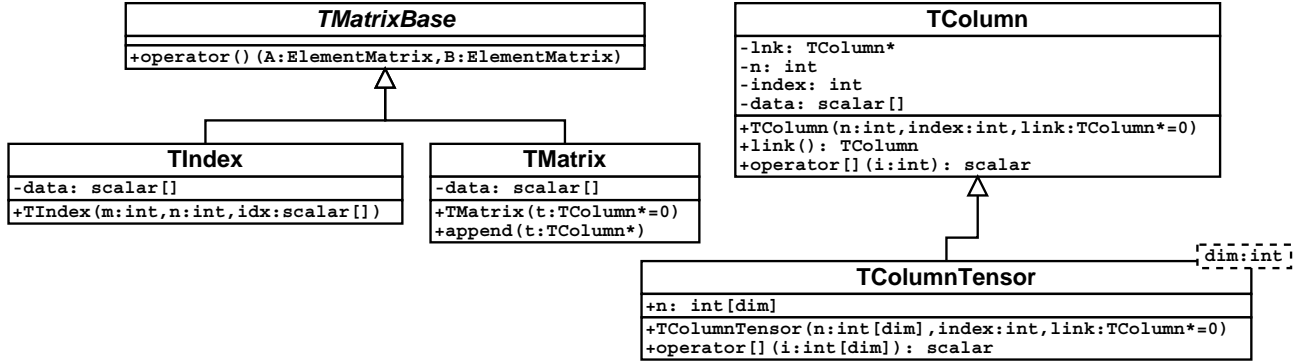 TMatrixBase
+operator()(A:ElementMatrix,B:ElementMatrix)
TIndex
-data: scalar[]
+TIndex(m:int,n:int,idx:scalar[])
TMatrix
-data: scalar[]
+TMatrix(t:TColumn*=0)
+append(t:TColumn*)
TColumn
-lnk: TColumn*
-n: int
-index: int
-data: scalar[]
+TColumn(n:int,index:int,link:TColumn*=0)
+link(): TColumn
+operator[](i:int): scalar
dim:int
TColumnTensor
+n: int[dim]
+TColumnTensor(n:int[dim],index:int,link:TColumn*=0)
+operator[](i:int[dim]): scalar